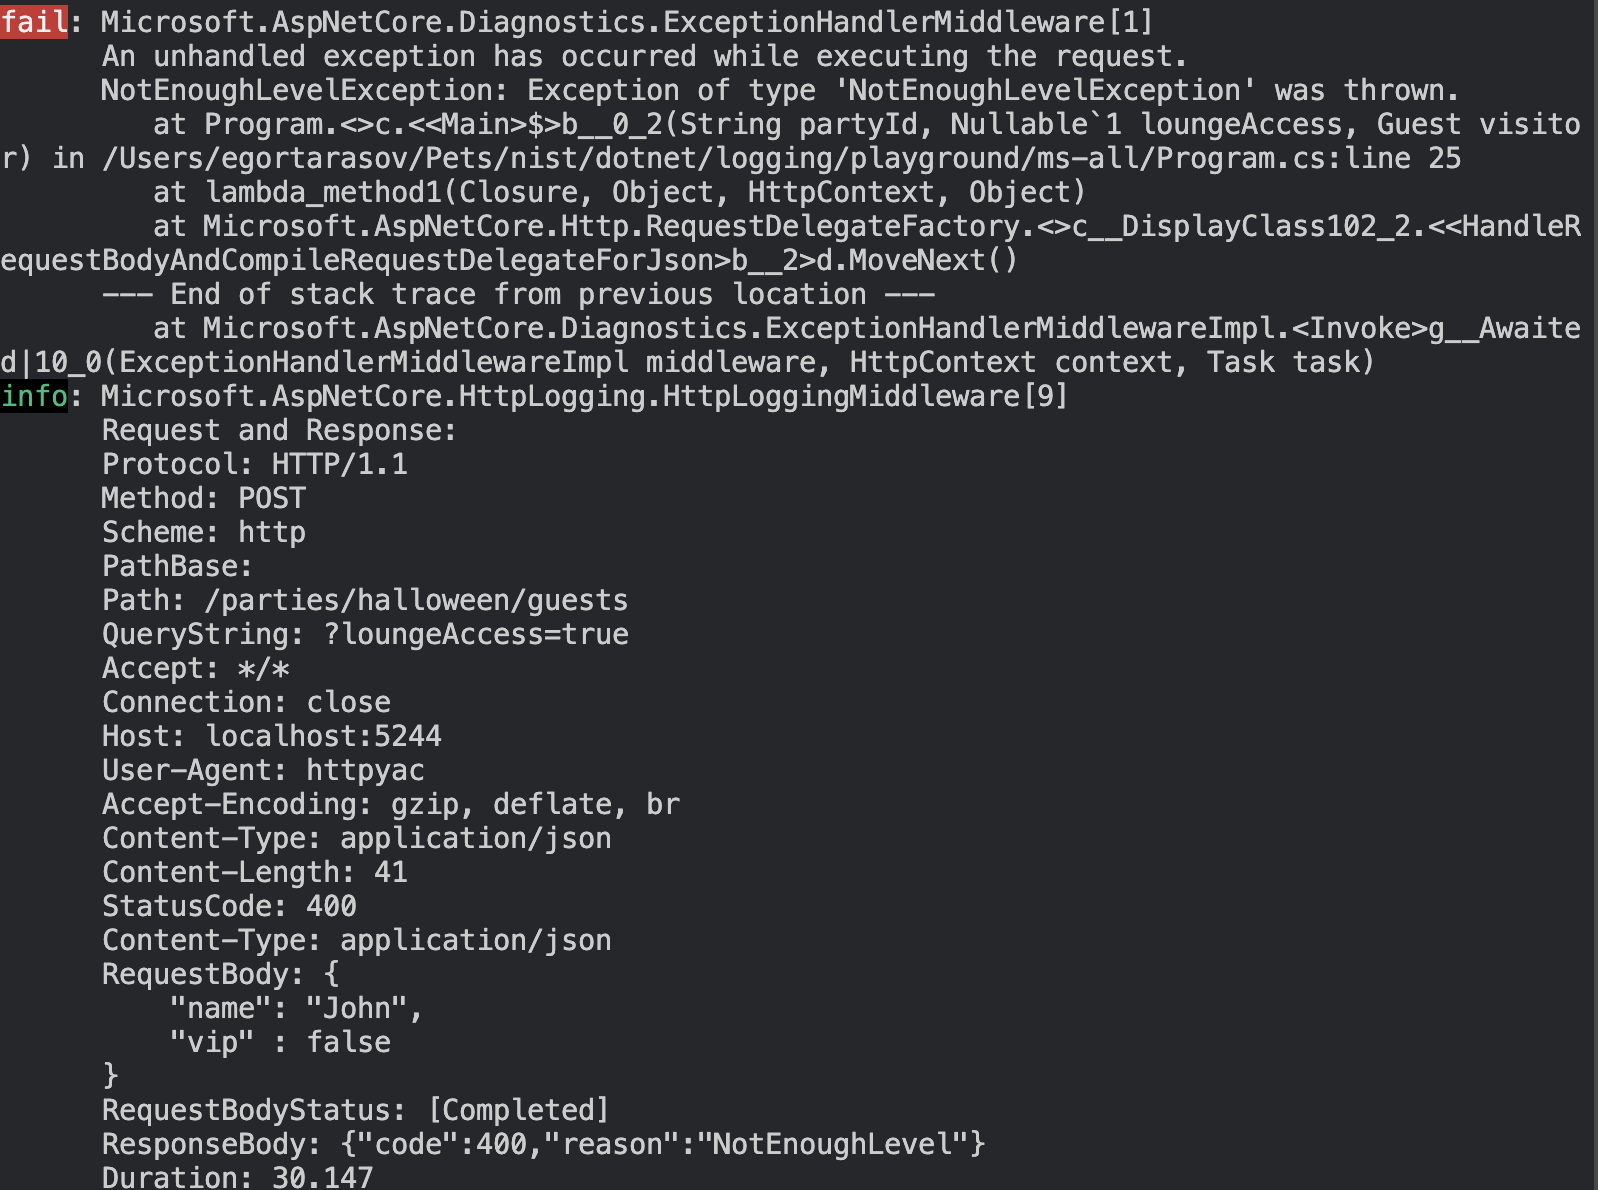 fail: Microsoft.AspNetCore.Diagnostics.ExceptionHandlerMiddleware[1]
      An unhandled exception has occurred while executing the request.
      NotEnoughLevelException: Exception of type 'NotEnoughLevelException' was thrown.
         at Program.<>c.<<Main>$>b__0_2(String partyId, Nullable`1 loungeAccess, Guest visito
r) in /Users/egortarasov/Pets/nist/dotnet/logging/playground/ms-all/Program.cs:line 25
         at lambda_method1(Closure, Object, HttpContext, Object)
         at Microsoft.AspNetCore.Http.RequestDelegateFactory.<>c__DisplayClass102_2.<<HandleR
equestBodyAndCompileRequestDelegateForJson>b__2>d.MoveNext()
      --- End of stack trace from previous location ---
         at Microsoft.AspNetCore.Diagnostics.ExceptionHandlerMiddlewareImpl.<Invoke>g__Awaite
d|10_0(ExceptionHandlerMiddlewareImpl middleware, HttpContext context, Task task)
info: Microsoft.AspNetCore.HttpLogging.HttpLoggingMiddleware[9]
      Request and Response:
      Protocol: HTTP/1.1
      Method: POST
      Scheme: http
      PathBase:
      Path: /parties/halloween/guests
      QueryString: ?loungeAccess=true
      Accept: */*
      Connection: close
      Host: localhost:5244
      User-Agent: httpyac
      Accept-Encoding: gzip, deflate, br
      Content-Type: application/json
      Content-Length: 41
      StatusCode: 400
      Content-Type: application/json
      RequestBody: {
          "name": "John",
          "vip" : false
      }
      RequestBodyStatus: [Completed]
      ResponseBody: {"code":400,"reason":"NotEnoughLevel"}
      Duration: 30.147